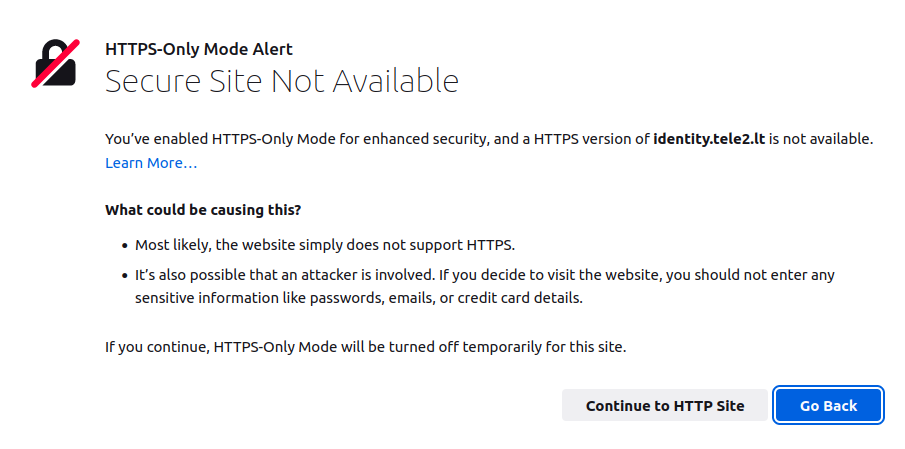 HTTPS-Only Mode Alert
Secure Site Not Available
You’ve enabled HTTPS-Only Mode for enhanced security, and a HTTPS version of identity.tele2.lt is not available.
Learn More…
What could be causing this?
• Most likely, the website simply does not support HTTPS.
• It’s also possible that an attacker is involved. If you decide to visit the website, you should not enter any
sensitive information like passwords, emails, or credit card details.
If you continue, HTTPS-Only Mode will be turned off temporarily for this site.
Continue to HTTP Site
Go Back